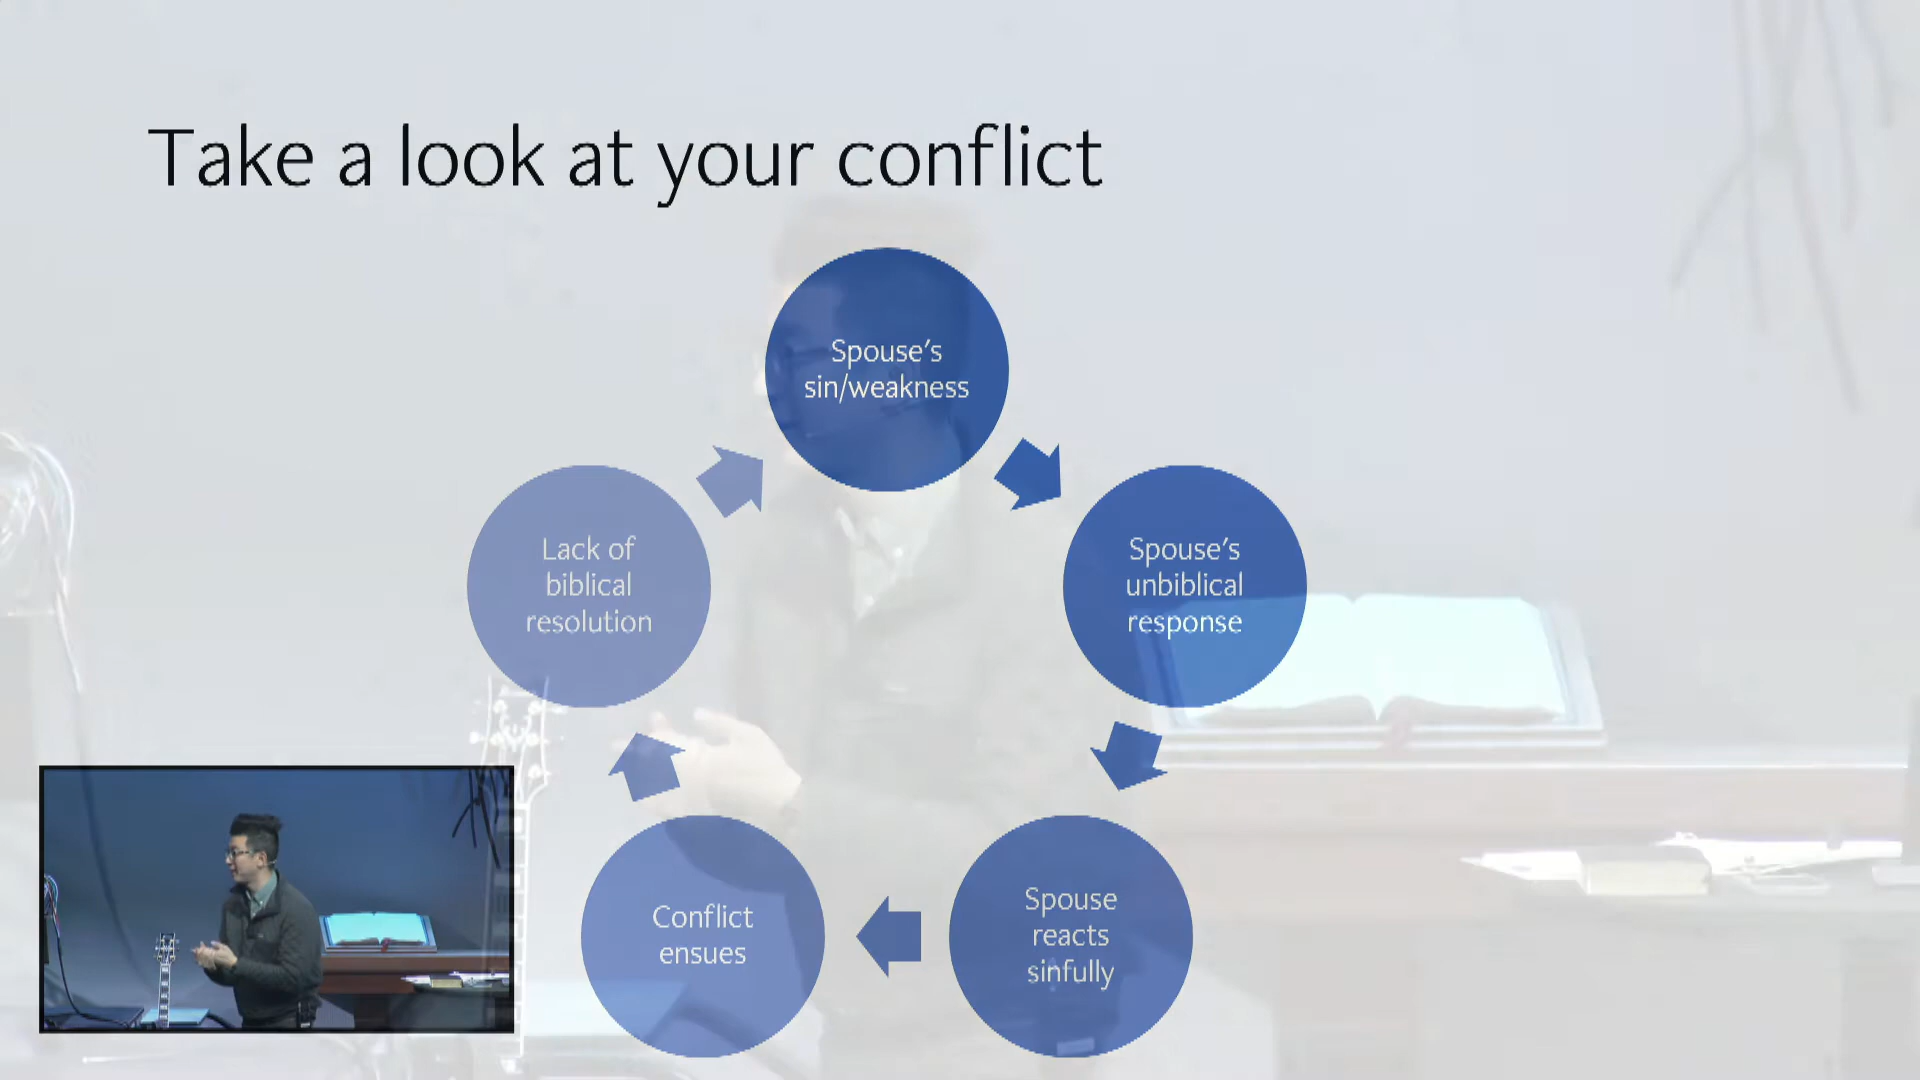 Take a look at your conflict
Spouse’s
sin/weakness
Spouse’s
unbiblical
response
Spouse
reacts
sinfully
Conflict
ensues
Lack of
biblical
resolution